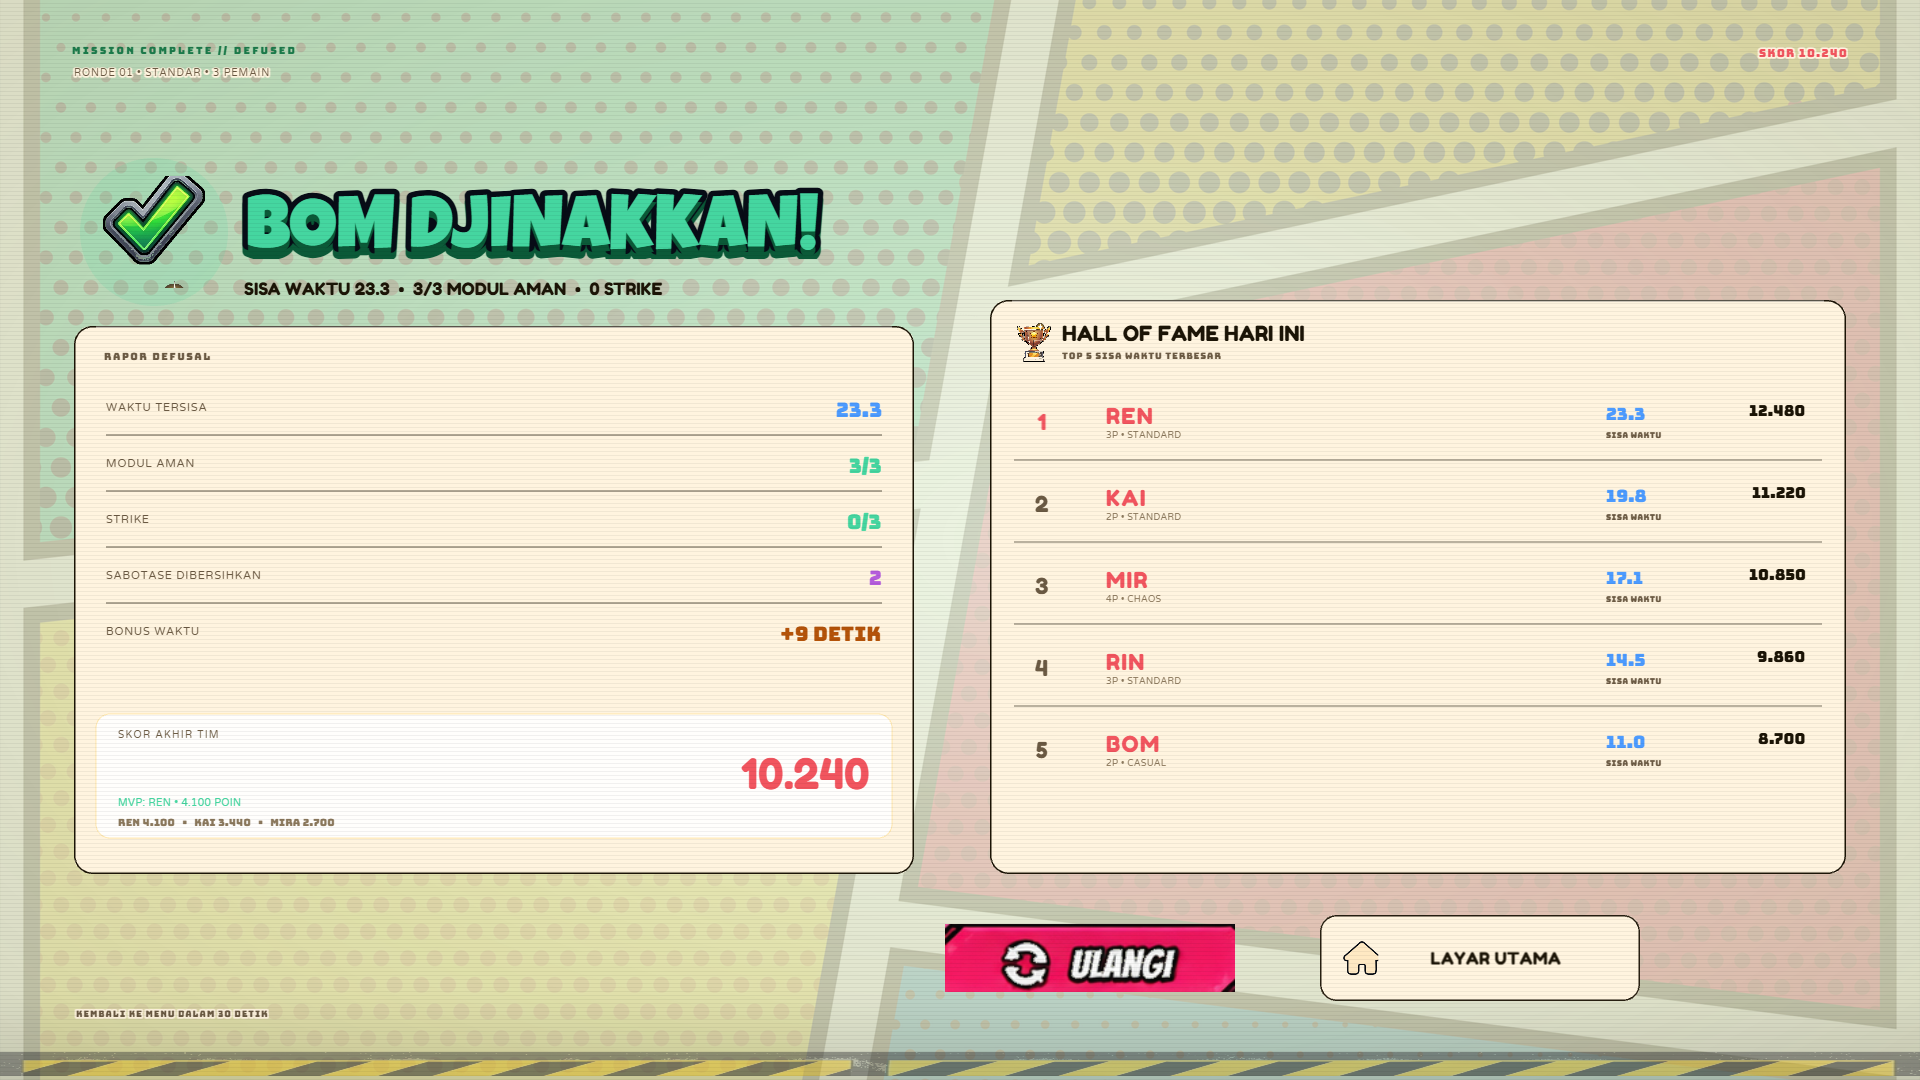 MISSION COMPLETE // DEFUSED
RONDE 01 • STANDAR • 3 PEMAIN
SKOR 10.240
BOM DJINAKKAN!
SISA WAKTU 23.3 • 3/3 MODUL AMAN • 0 STRIKE
RAPOR DEFUSAL
WAKTU TERSISA 23.3
MODUL AMAN 3/3
STRIKE 0/3
SABOTASE DIBERSIHKAN 2
BONUS WAKTU +9 DETIK
SKOR AKHIR TIM
10.240
MVP: REN • 4.100 POIN
REN 4.100 • KAI 3.440 • MIRA 2.700
HALL OF FAME HARI INI
TOP 5 SISA WAKTU TERBESAR
1 REN 23.3 12.480
3P • STANDARD SISA WAKTU
2 KAI 19.8 11.220
2P • STANDARD SISA WAKTU
3 MIR 17.1 10.850
4P • CHAOS SISA WAKTU
4 RIN 14.5 9.860
3P • STANDARD SISA WAKTU
5 BOM 11.0 8.700
2P • CASUAL SISA WAKTU
ULANGI
LAYAR UTAMA
KEMBALI KE MENU DALAM 30 DETIK